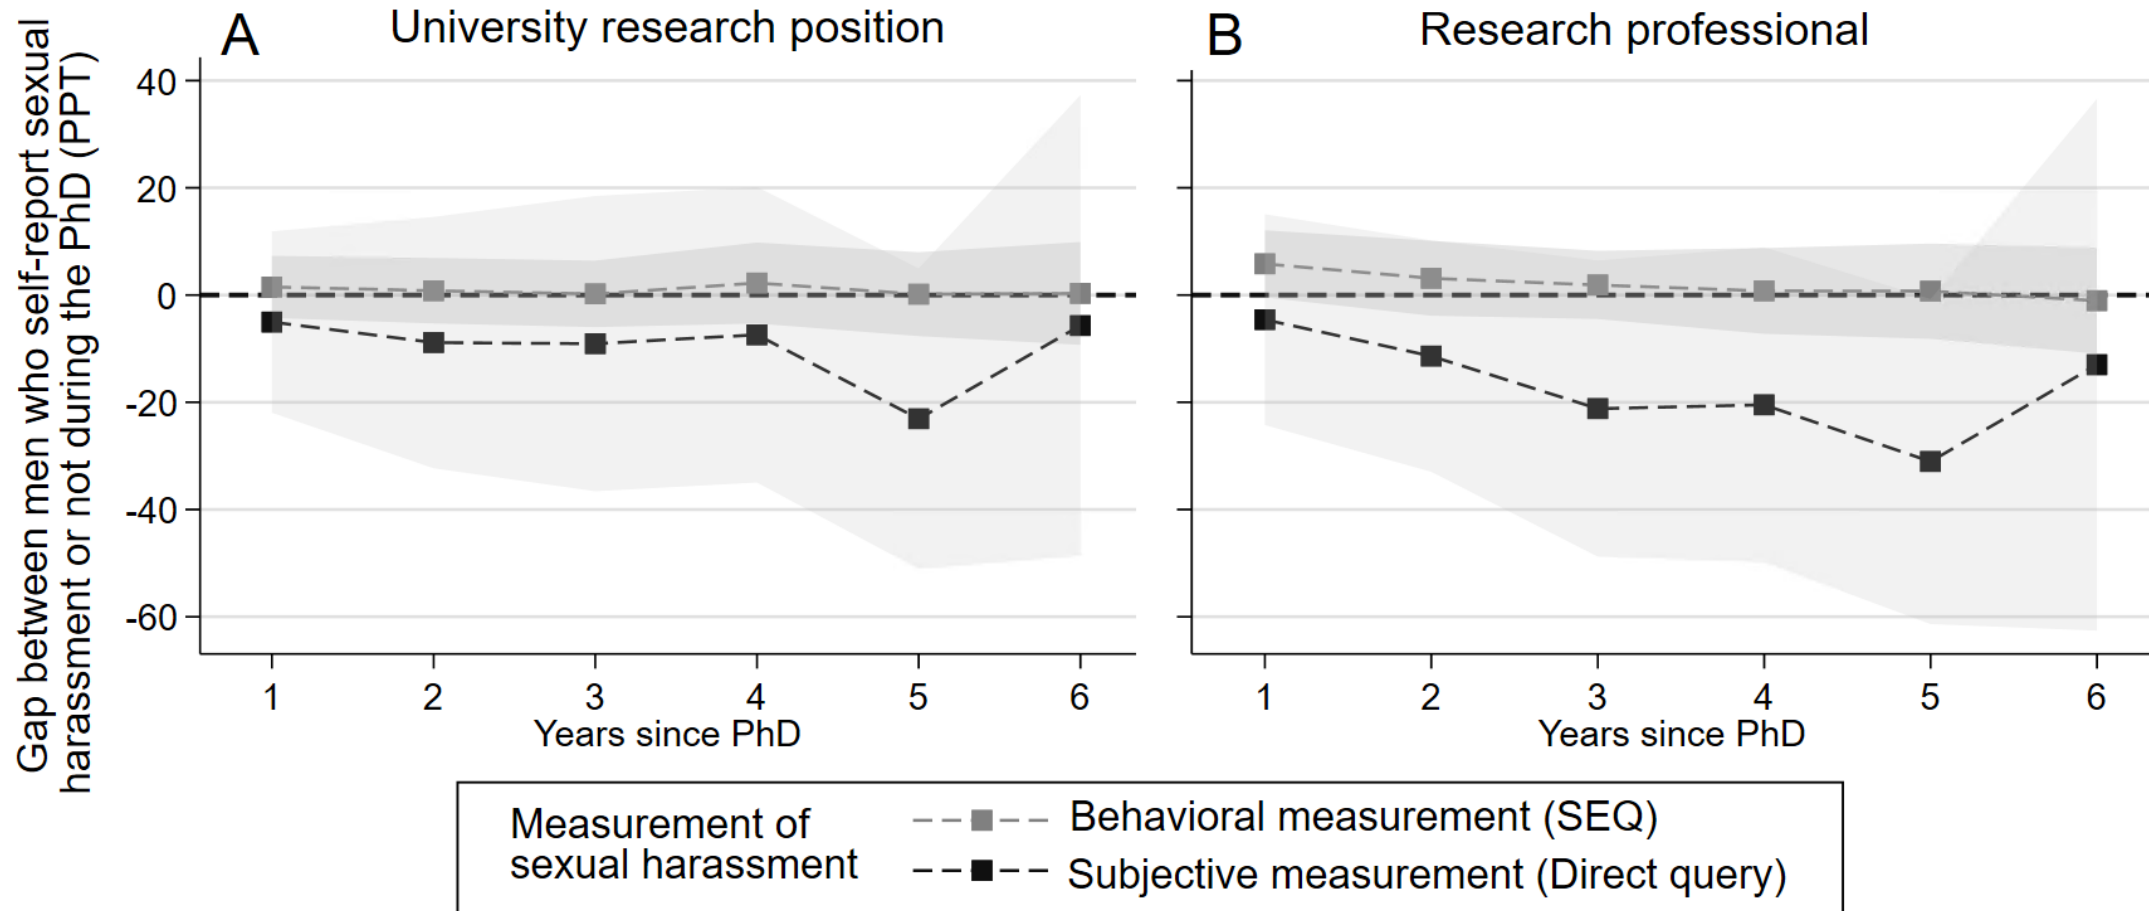 A University research position
B Research professional
Gap between men who self-report sexual
harassment or not during the PhD (PPT)
40
20
0
-20
-40
-60
1 2 3 4 5 6
Years since PhD
1 2 3 4 5 6
Years since PhD
Measurement of
sexual harassment
Behavioral measurement (SEQ)
Subjective measurement (Direct query)